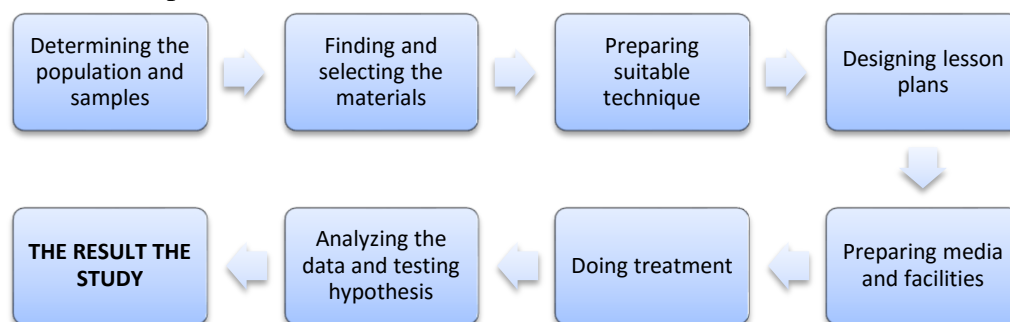 Determining the
population and
samples
Finding and
selecting the
materials
Preparing
suitable
technique
Designing lesson
plans
Preparing media
and facilities
Doing treatment
Analyzing the
data and testing
hypothesis
THE RESULT THE
STUDY